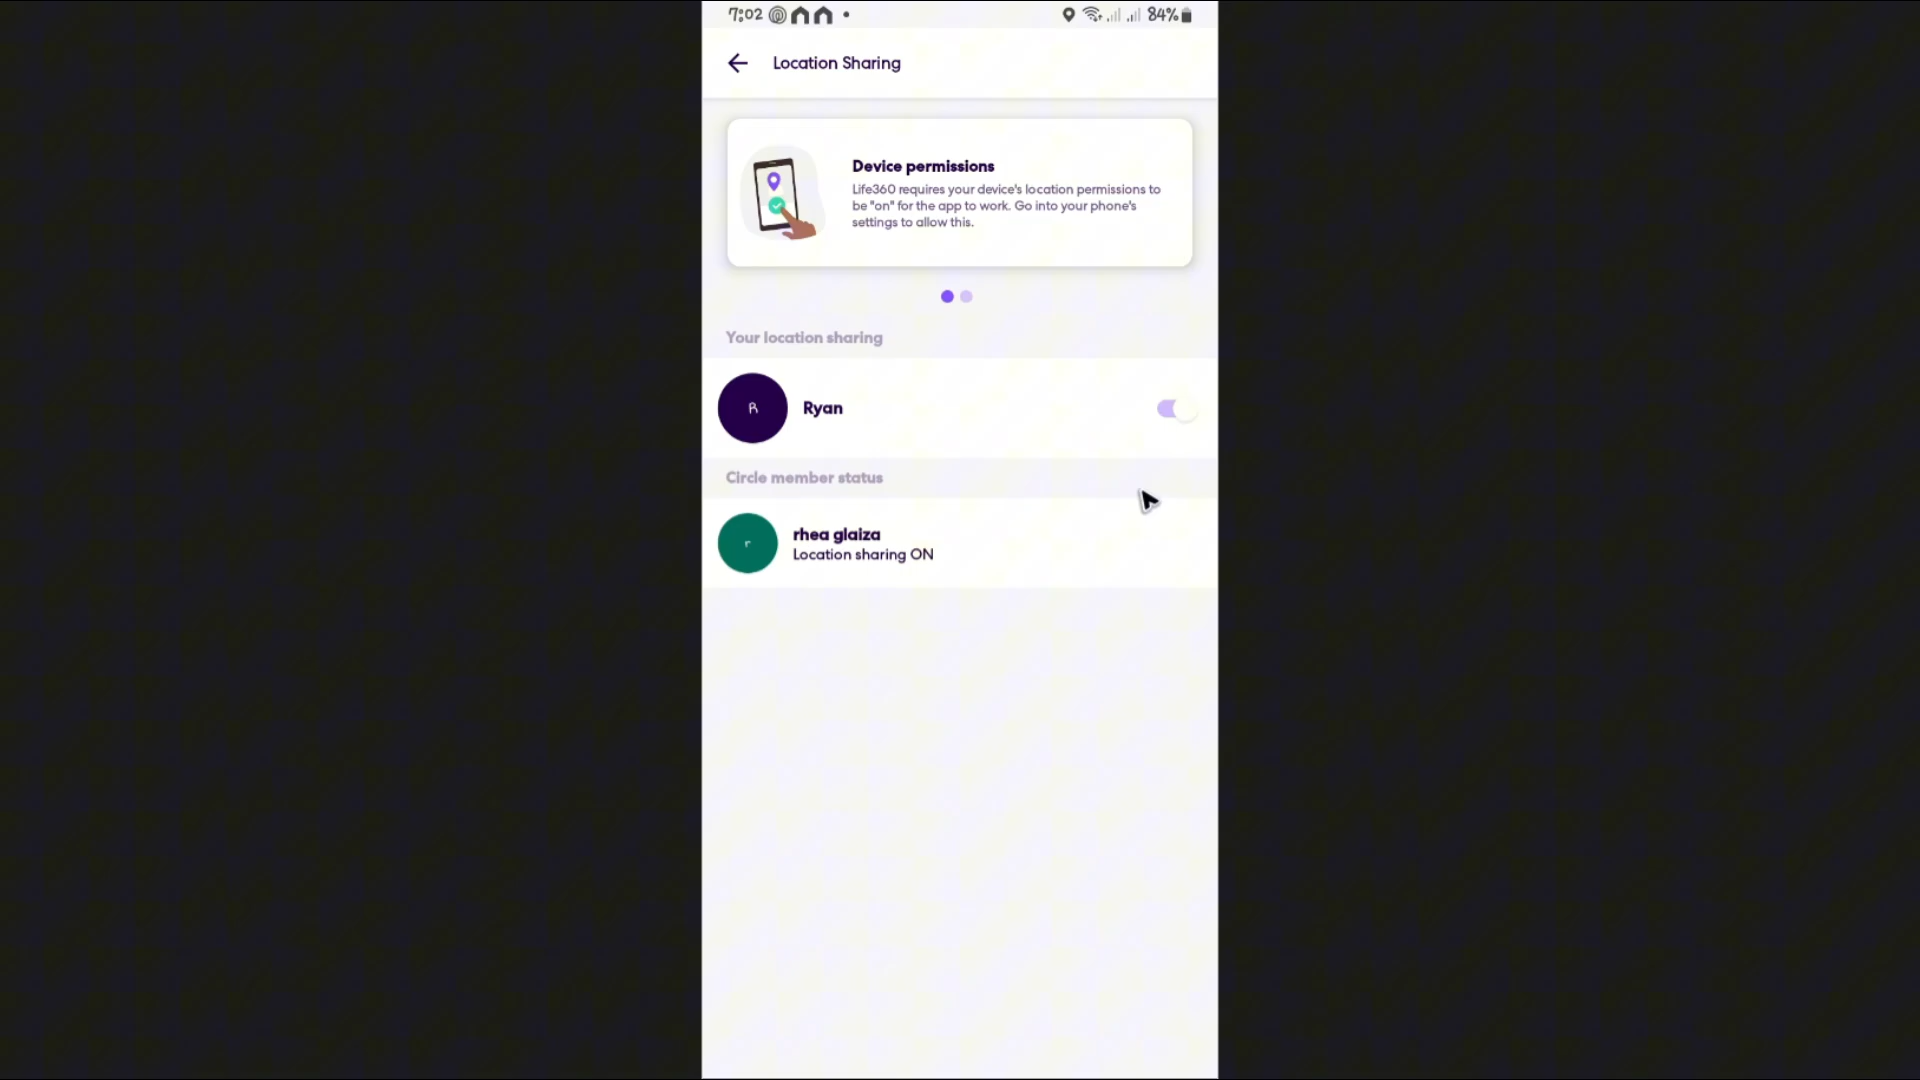 7:02
84%
Location Sharing
Device permissions
Life360 requires your device's location permissions to
be "on" for the app to work. Go into your phone's
settings to allow this.
Your location sharing
R
Ryan
Circle member status
r
rhea glaiza
Location sharing ON